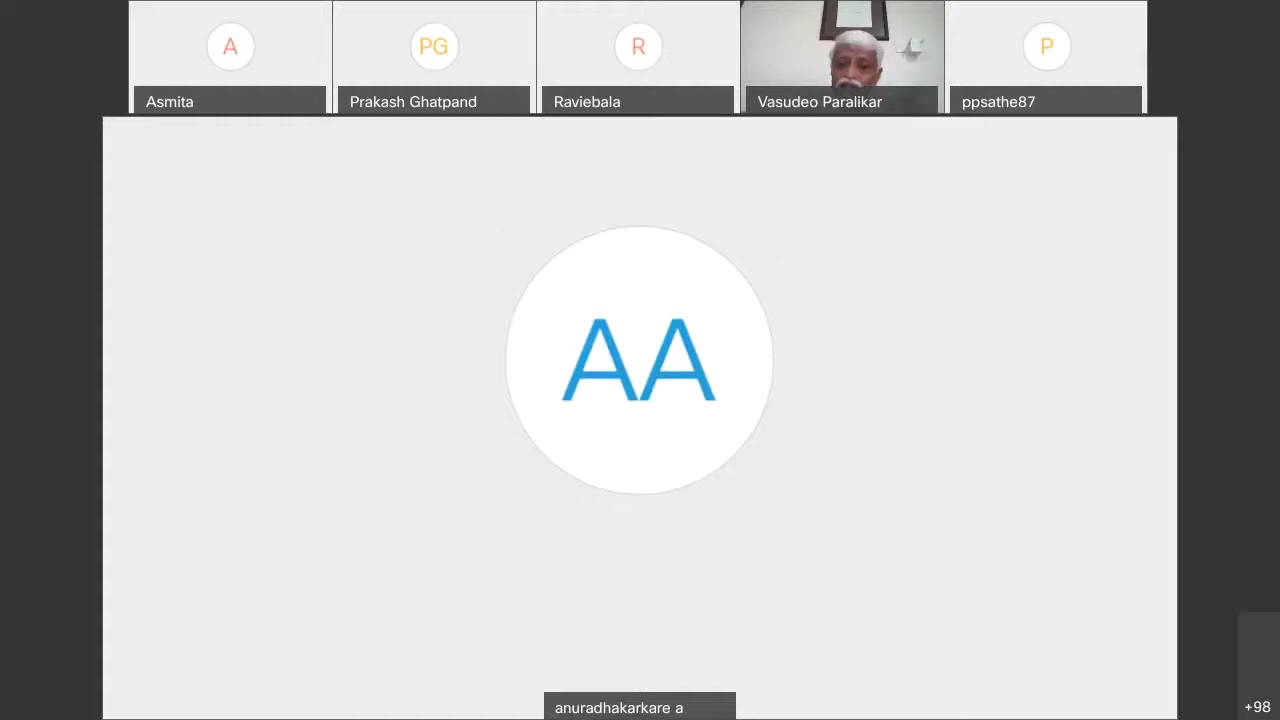 A
PG
R
P
Asmita
Prakash Ghatpand
Raviebala
Vasudeo Paralikar
ppsathe87
AA
anuradhakarkare a
+98